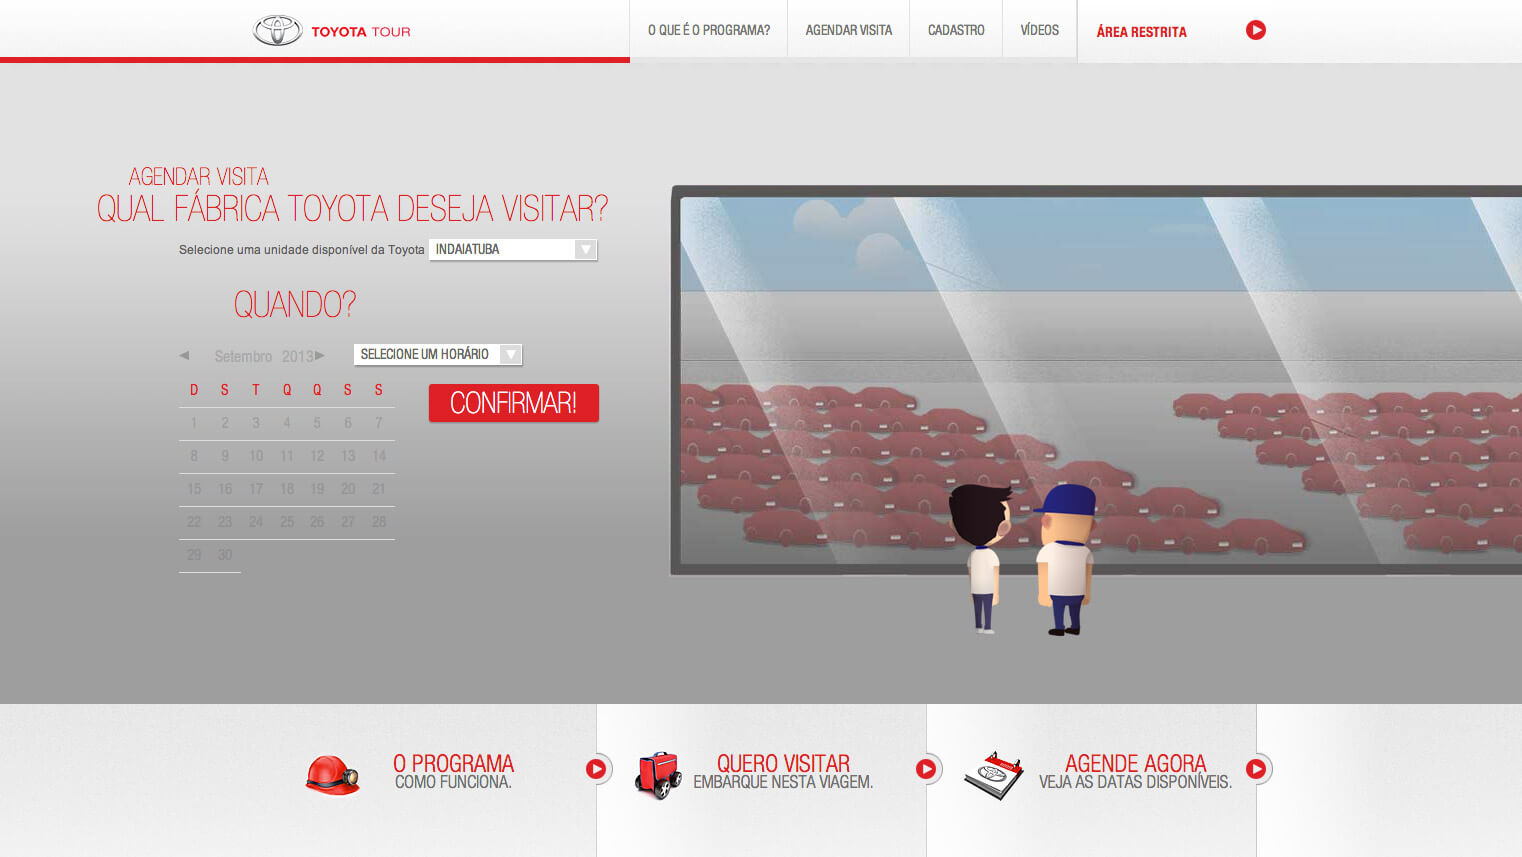 TOYOTA TOUR
O QUE É O PROGRAMA?
AGENDAR VISITA
CADASTRO
VÍDEOS
ÁREA RESTRITA
AGENDAR VISITA
QUAL FÁBRICA TOYOTA DESEJA VISITAR?
Selecione uma unidade disponível da Toyota
INDAIATUBA
QUANDO?
Setembro 2013
SELECIONE UM HORÁRIO
D S T Q Q S S
1 2 3 4 5 6 7
8 9 10 11 12 13 14
15 16 17 18 19 20 21
22 23 24 25 26 27 28
29 30
CONFIRMAR!
O PROGRAMA
COMO FUNCIONA.
QUERO VISITAR
EMBARQUE NESTA VIAGEM.
AGENDE AGORA
VEJA AS DATAS DISPONÍVEIS.